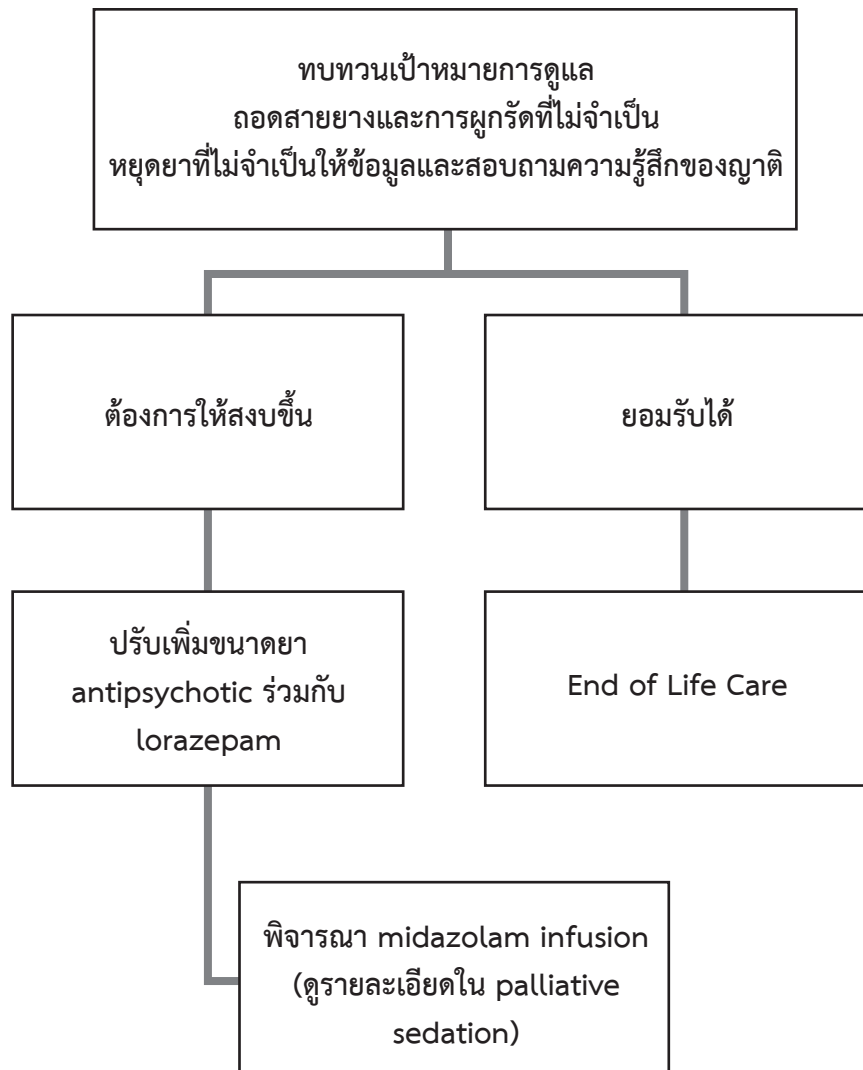 ทบทวนเป้าหมายการดูแล
ถอดสายยางและการผูกรัดที่ไม่จำเป็น
หยุดยาที่ไม่จำเป็นให้ข้อมูลและสอบถามความรู้สึกของญาติ
ต้องการให้สงบขึ้น
ยอมรับได้
ปรับเพิ่มขนาดยา
antipsychotic ร่วมกับ
lorazepam
End of Life Care
พิจารณา midazolam infusion
(ดูรายละเอียดใน palliative
sedation)